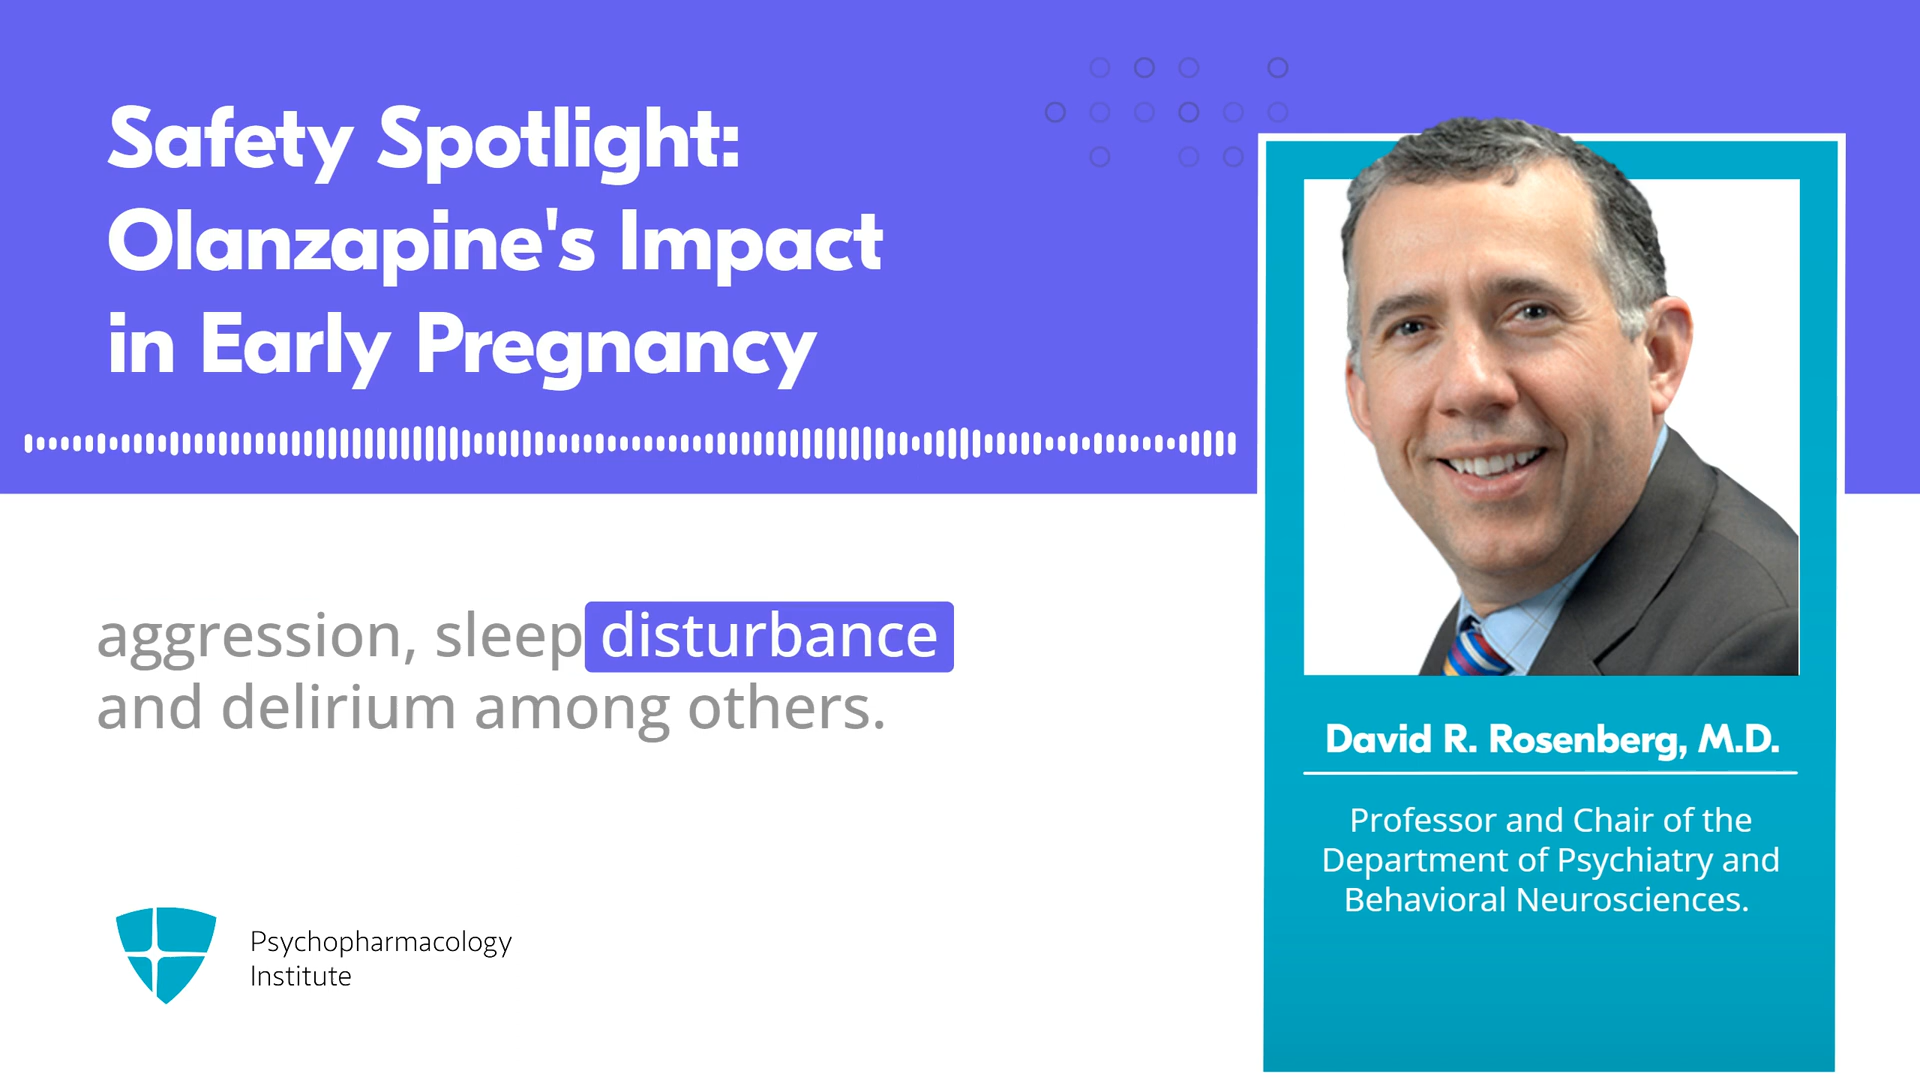 Safety Spotlight:
Olanzapine's Impact
in Early Pregnancy
aggression, sleep disturbance
and delirium among others.
Psychopharmacology
Institute
David R. Rosenberg, M.D.
Professor and Chair of the
Department of Psychiatry and
Behavioral Neurosciences.